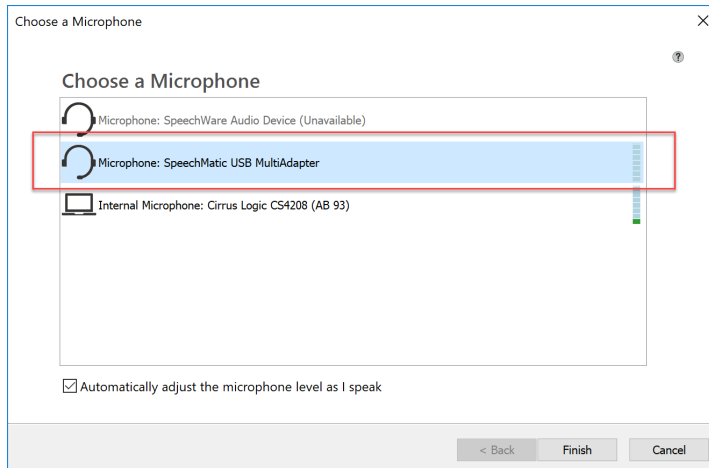 Choose a Microphone
?
Choose a Microphone
Microphone: SpeechWare Audio Device (Unavailable)
Microphone: SpeechMatic USB MultiAdapter
Internal Microphone: Cirrus Logic CS4208 (AB 93)
Automatically adjust the microphone level as I speak
< Back Finish Cancel